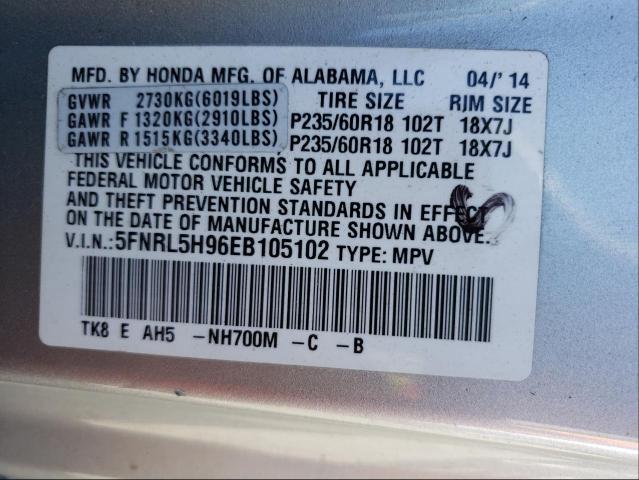 MFD. BY HONDA MFG. OF ALABAMA, LLC 04/'14
GVWR 2730KG(6019LBS) TIRE SIZE RIM SIZE
GAWR F 1320KG(2910LBS) P235/60R18 102T 18X7J
GAWR R 1515KG(3340LBS) P235/60R18 102T 18X7J
THIS VEHICLE CONFORMS TO ALL APPLICABLE
FEDERAL MOTOR VEHICLE SAFETY
AND THEFT PREVENTION STANDARDS IN EFFECT
ON THE DATE OF MANUFACTURE SHOWN ABOVE.
V.I.N.:5FNRL5H96EB105102 TYPE: MPV
TK8 E AH5 -NH700M -C -B